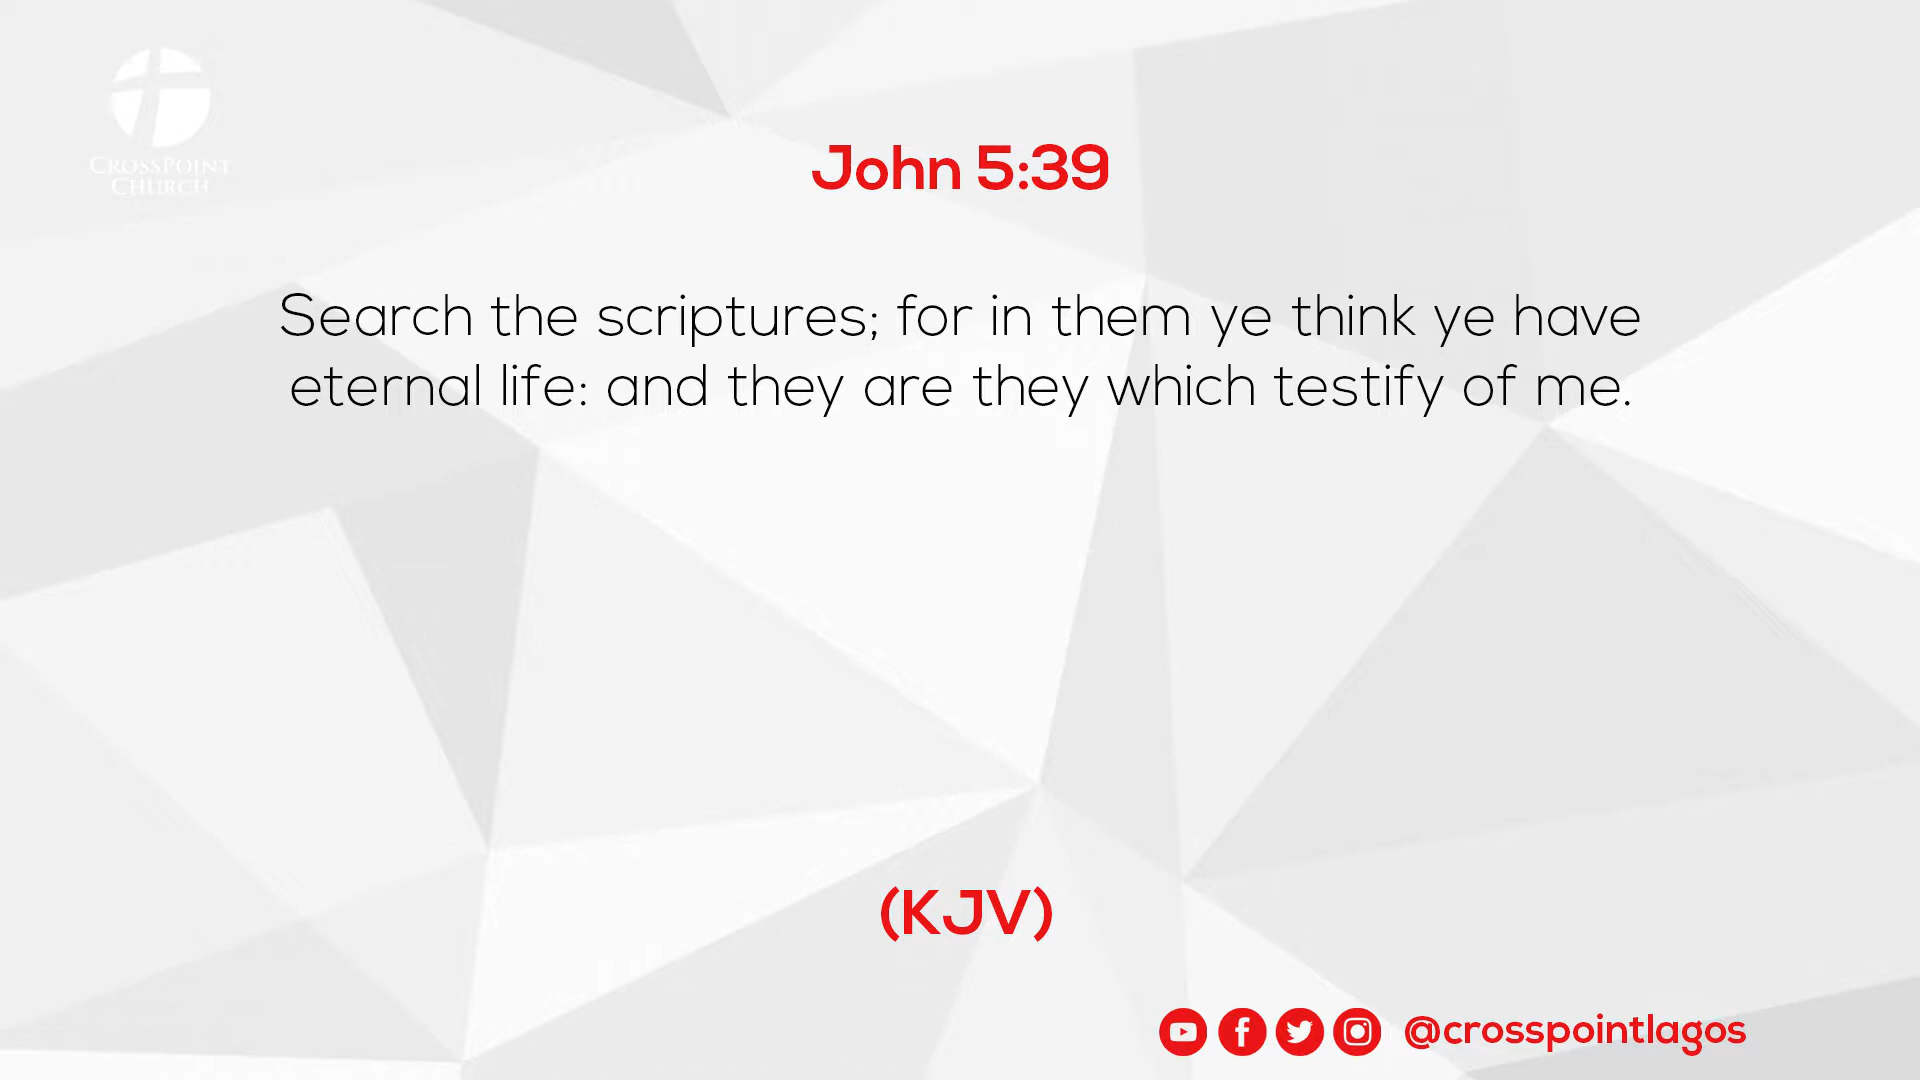 CrossPoint
Church
John 5:39
Search the scriptures; for in them ye think ye have
eternal life: and they are they which testify of me.
(KJV)
@crosspointlagos